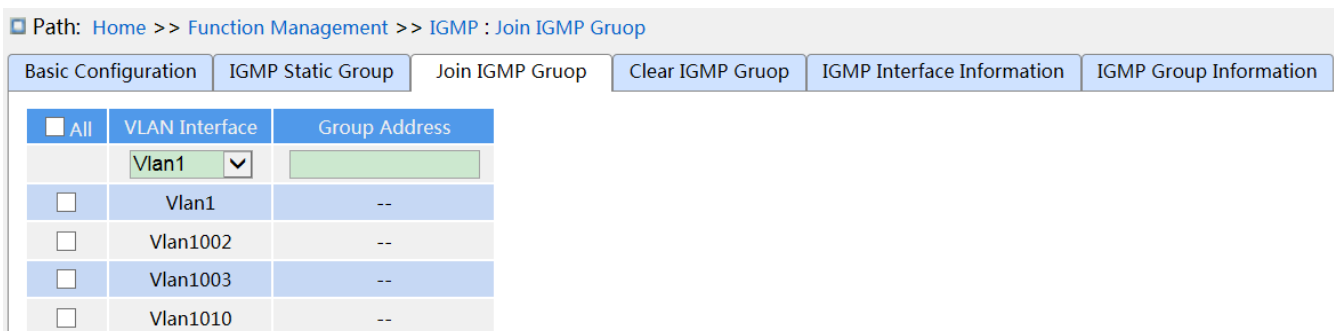 Path: Home >> Function Management >> IGMP : Join IGMP Gruop
Basic Configuration IGMP Static Group Join IGMP Gruop Clear IGMP Gruop IGMP Interface Information IGMP Group Information
All VLAN Interface Group Address
Vlan1
Vlan1 --
Vlan1002 --
Vlan1003 --
Vlan1010 --